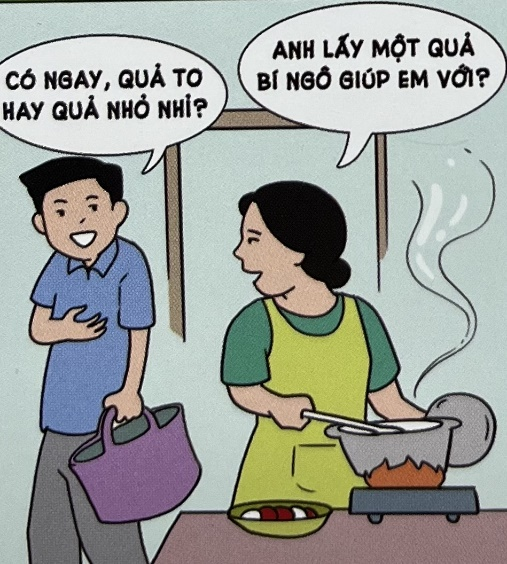 ANH LẤY MỘT QUẢ
BÍ NGÔ GIÚP EM VỚI?
CÓ NGAY, QUẢ TO
HAY QUẢ NHỎ NHỈ?